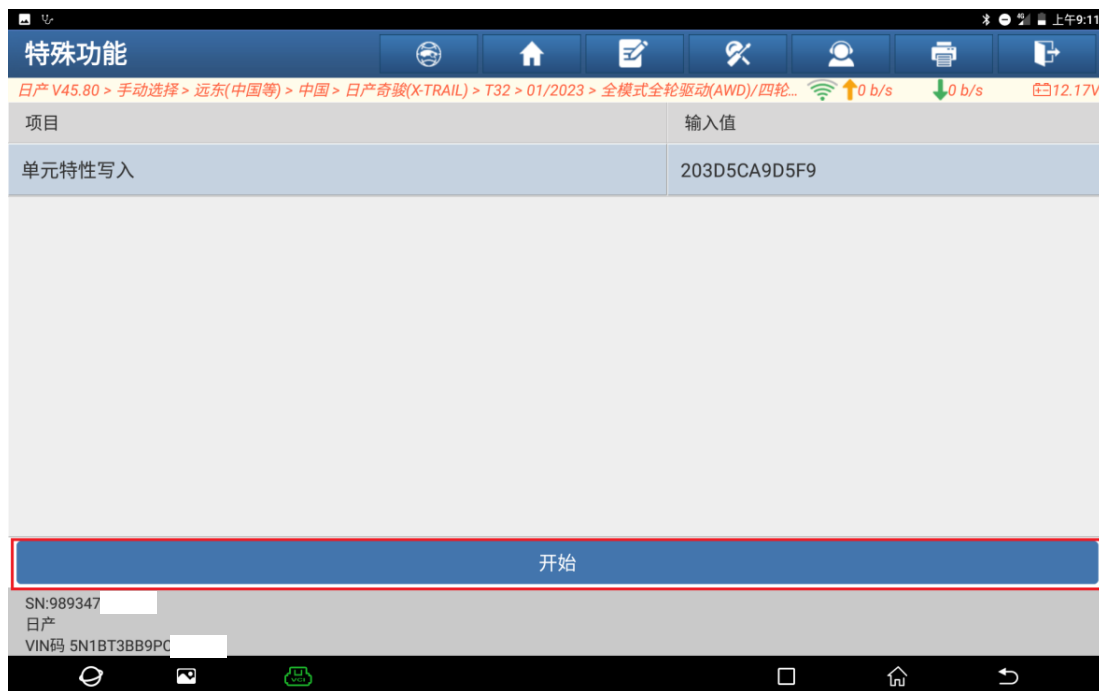 上午9:11
特殊功能
日产 V45.80 > 手动选择 > 远东(中国等) > 中国 > 日产奇骏(X-TRAIL) > T32 > 01/2023 > 全模式全轮驱动(AWD)/四轮... 0 b/s 0 b/s 12.17V
项目 输入值
单元特性写入 203D5CA9D5F9
开始
SN:989347
日产
VIN码 5N1BT3BB9PC
VCI